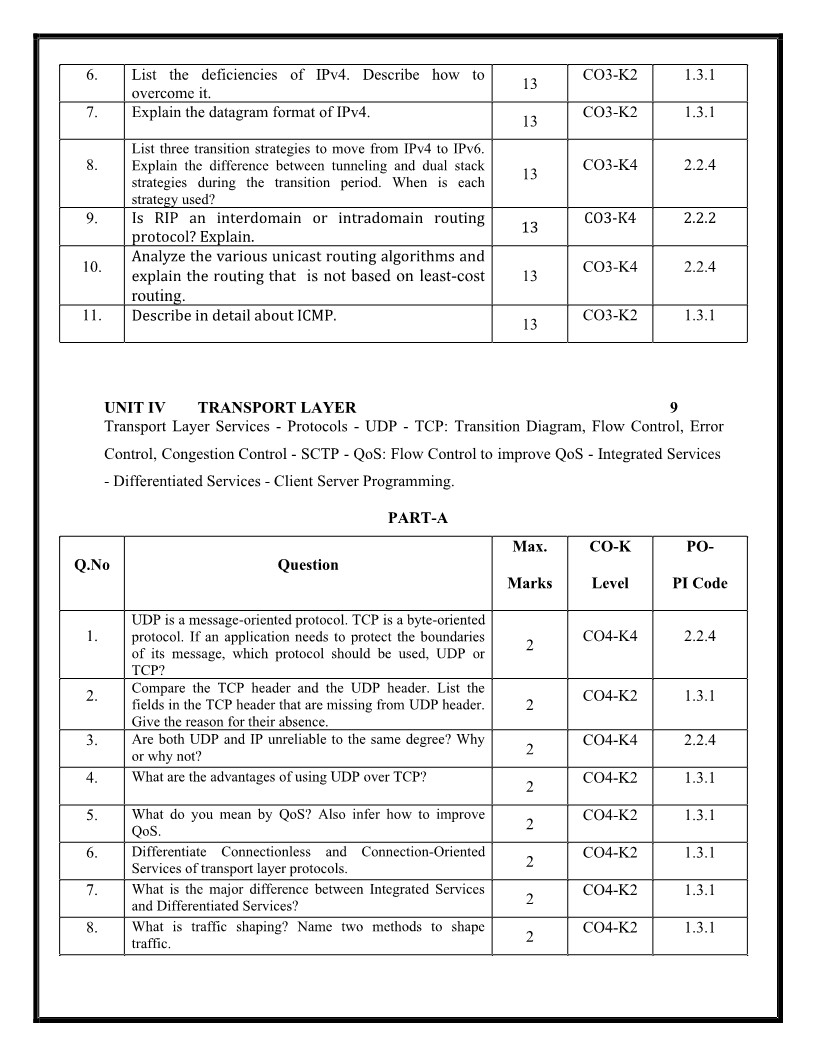 6. List the deficiencies of IPv4. Describe how to overcome it. 13 CO3-K2 1.3.1
7. Explain the datagram format of IPv4. 13 CO3-K2 1.3.1
8. List three transition strategies to move from IPv4 to IPv6. Explain the difference between tunneling and dual stack strategies during the transition period. When is each strategy used? 13 CO3-K4 2.2.4
9. Is RIP an interdomain or intradomain routing protocol? Explain. 13 CO3-K4 2.2.2
10. Analyze the various unicast routing algorithms and explain the routing that is not based on least-cost routing. 13 CO3-K4 2.2.4
11. Describe in detail about ICMP. 13 CO3-K2 1.3.1
UNIT IV TRANSPORT LAYER 9
Transport Layer Services - Protocols - UDP - TCP: Transition Diagram, Flow Control, Error
Control, Congestion Control - SCTP - QoS: Flow Control to improve QoS - Integrated Services
- Differentiated Services - Client Server Programming.
PART-A
Q.No Question Max. Marks CO-K Level PO- PI Code
1. UDP is a message-oriented protocol. TCP is a byte-oriented protocol. If an application needs to protect the boundaries of its message, which protocol should be used, UDP or TCP? 2 CO4-K4 2.2.4
2. Compare the TCP header and the UDP header. List the fields in the TCP header that are missing from UDP header. Give the reason for their absence. 2 CO4-K2 1.3.1
3. Are both UDP and IP unreliable to the same degree? Why or why not? 2 CO4-K4 2.2.4
4. What are the advantages of using UDP over TCP? 2 CO4-K2 1.3.1
5. What do you mean by QoS? Also infer how to improve QoS. 2 CO4-K2 1.3.1
6. Differentiate Connectionless and Connection-Oriented Services of transport layer protocols. 2 CO4-K2 1.3.1
7. What is the major difference between Integrated Services and Differentiated Services? 2 CO4-K2 1.3.1
8. What is traffic shaping? Name two methods to shape traffic. 2 CO4-K2 1.3.1